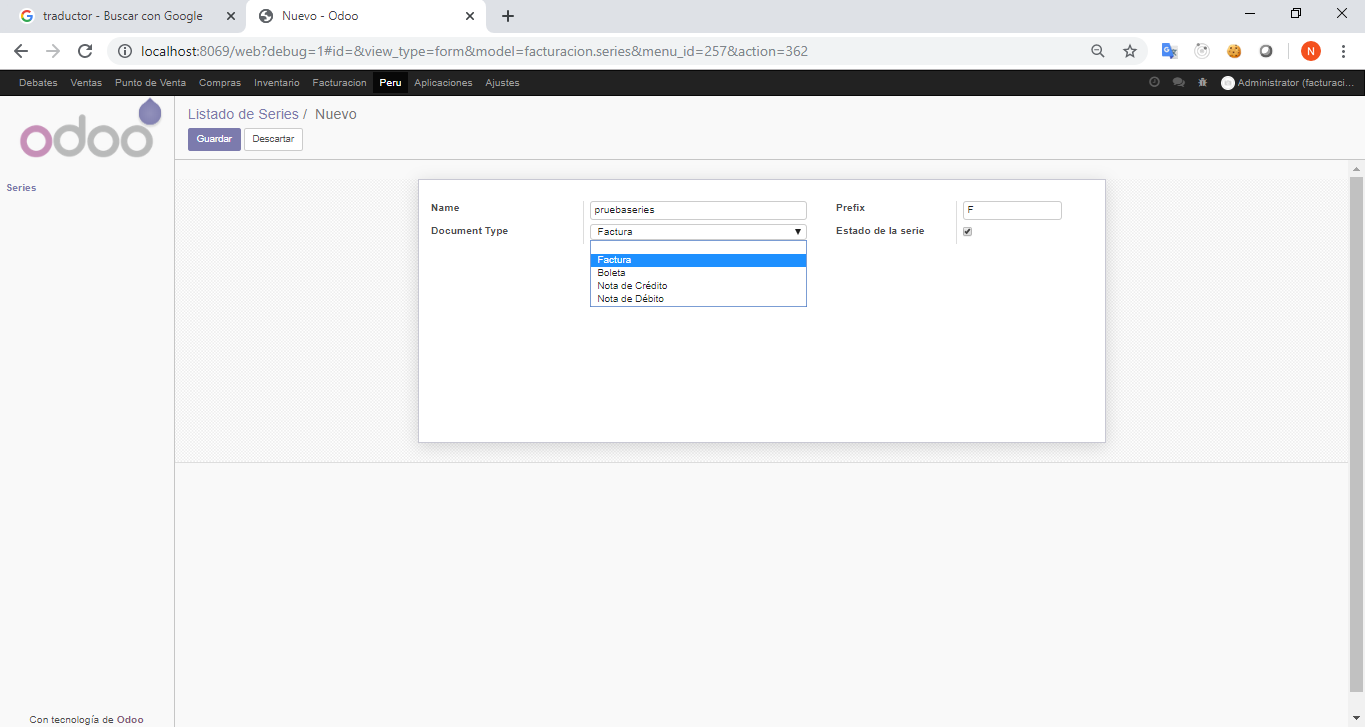 traductor - Buscar con Google
Nuevo - Odoo
localhost:8069/web?debug=1#id=&view_type=form&model=facturacion.series&menu_id=257&action=362
N
Debates Ventas Punto de Venta Compras Inventario Facturacion Peru Aplicaciones Ajustes
Administrator (facturaci...
odoo
Listado de Series / Nuevo
Guardar Descartar
Series
Name pruebaseries Prefix F
Document Type Factura Estado de la serie
Factura
Boleta
Nota de Crédito
Nota de Débito
Con tecnología de Odoo